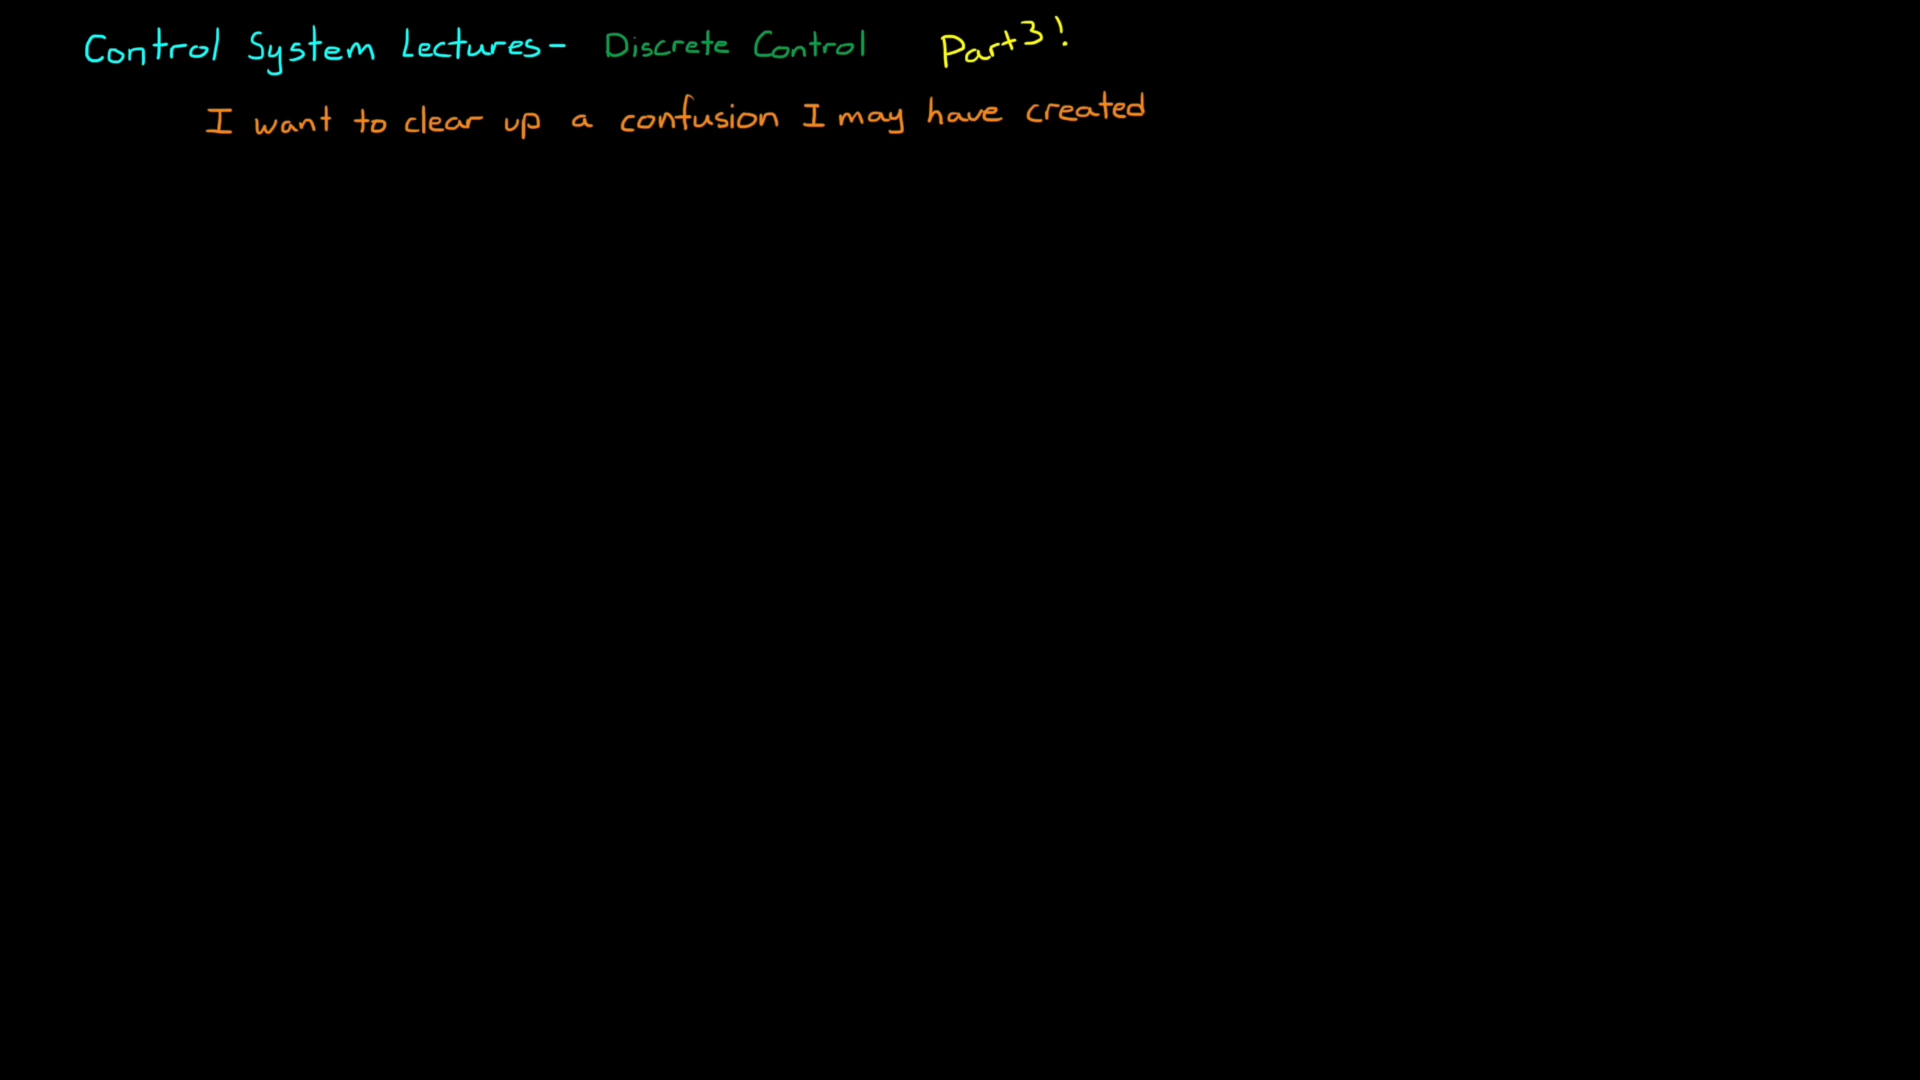 Control System Lectures- Discrete Control Part 3!
I want to clear up a confusion I may have created